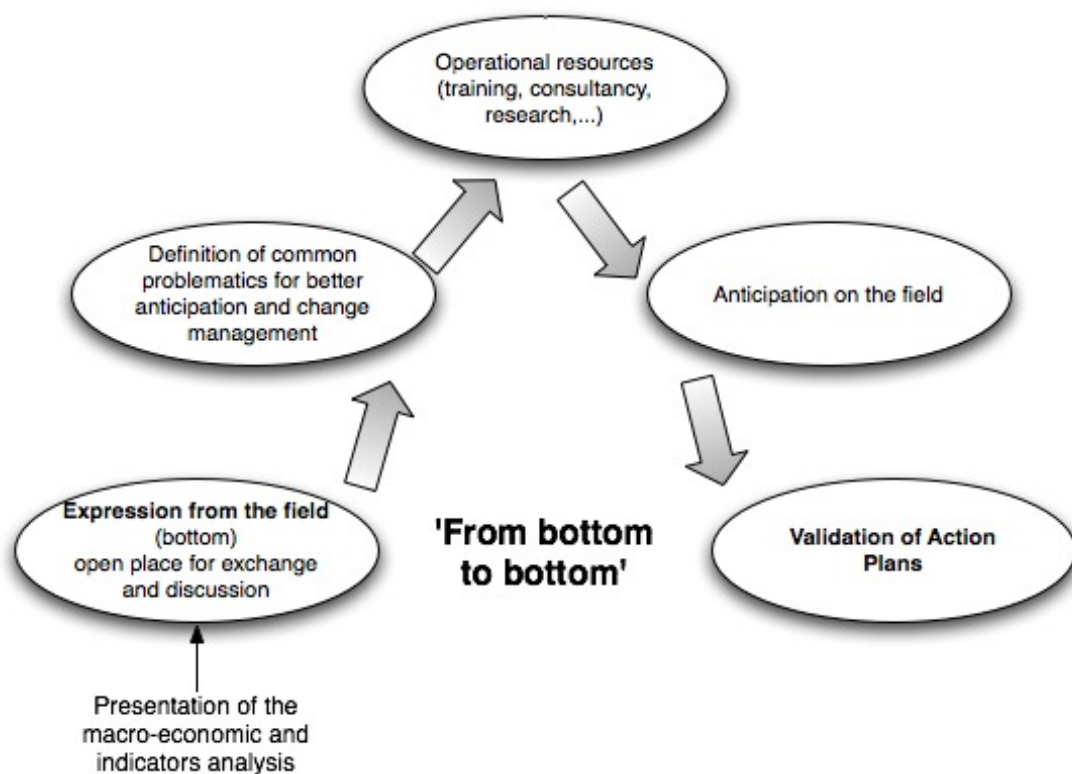 Operational resources
(training, consultancy,
research,...)
Definition of common
problematics for better
anticipation and change
management
Anticipation on the field
Expression from the field
(bottom)
open place for exchange
and discussion
'From bottom
to bottom'
Validation of Action
Plans
Presentation of the
macro-economic and
indicators analysis